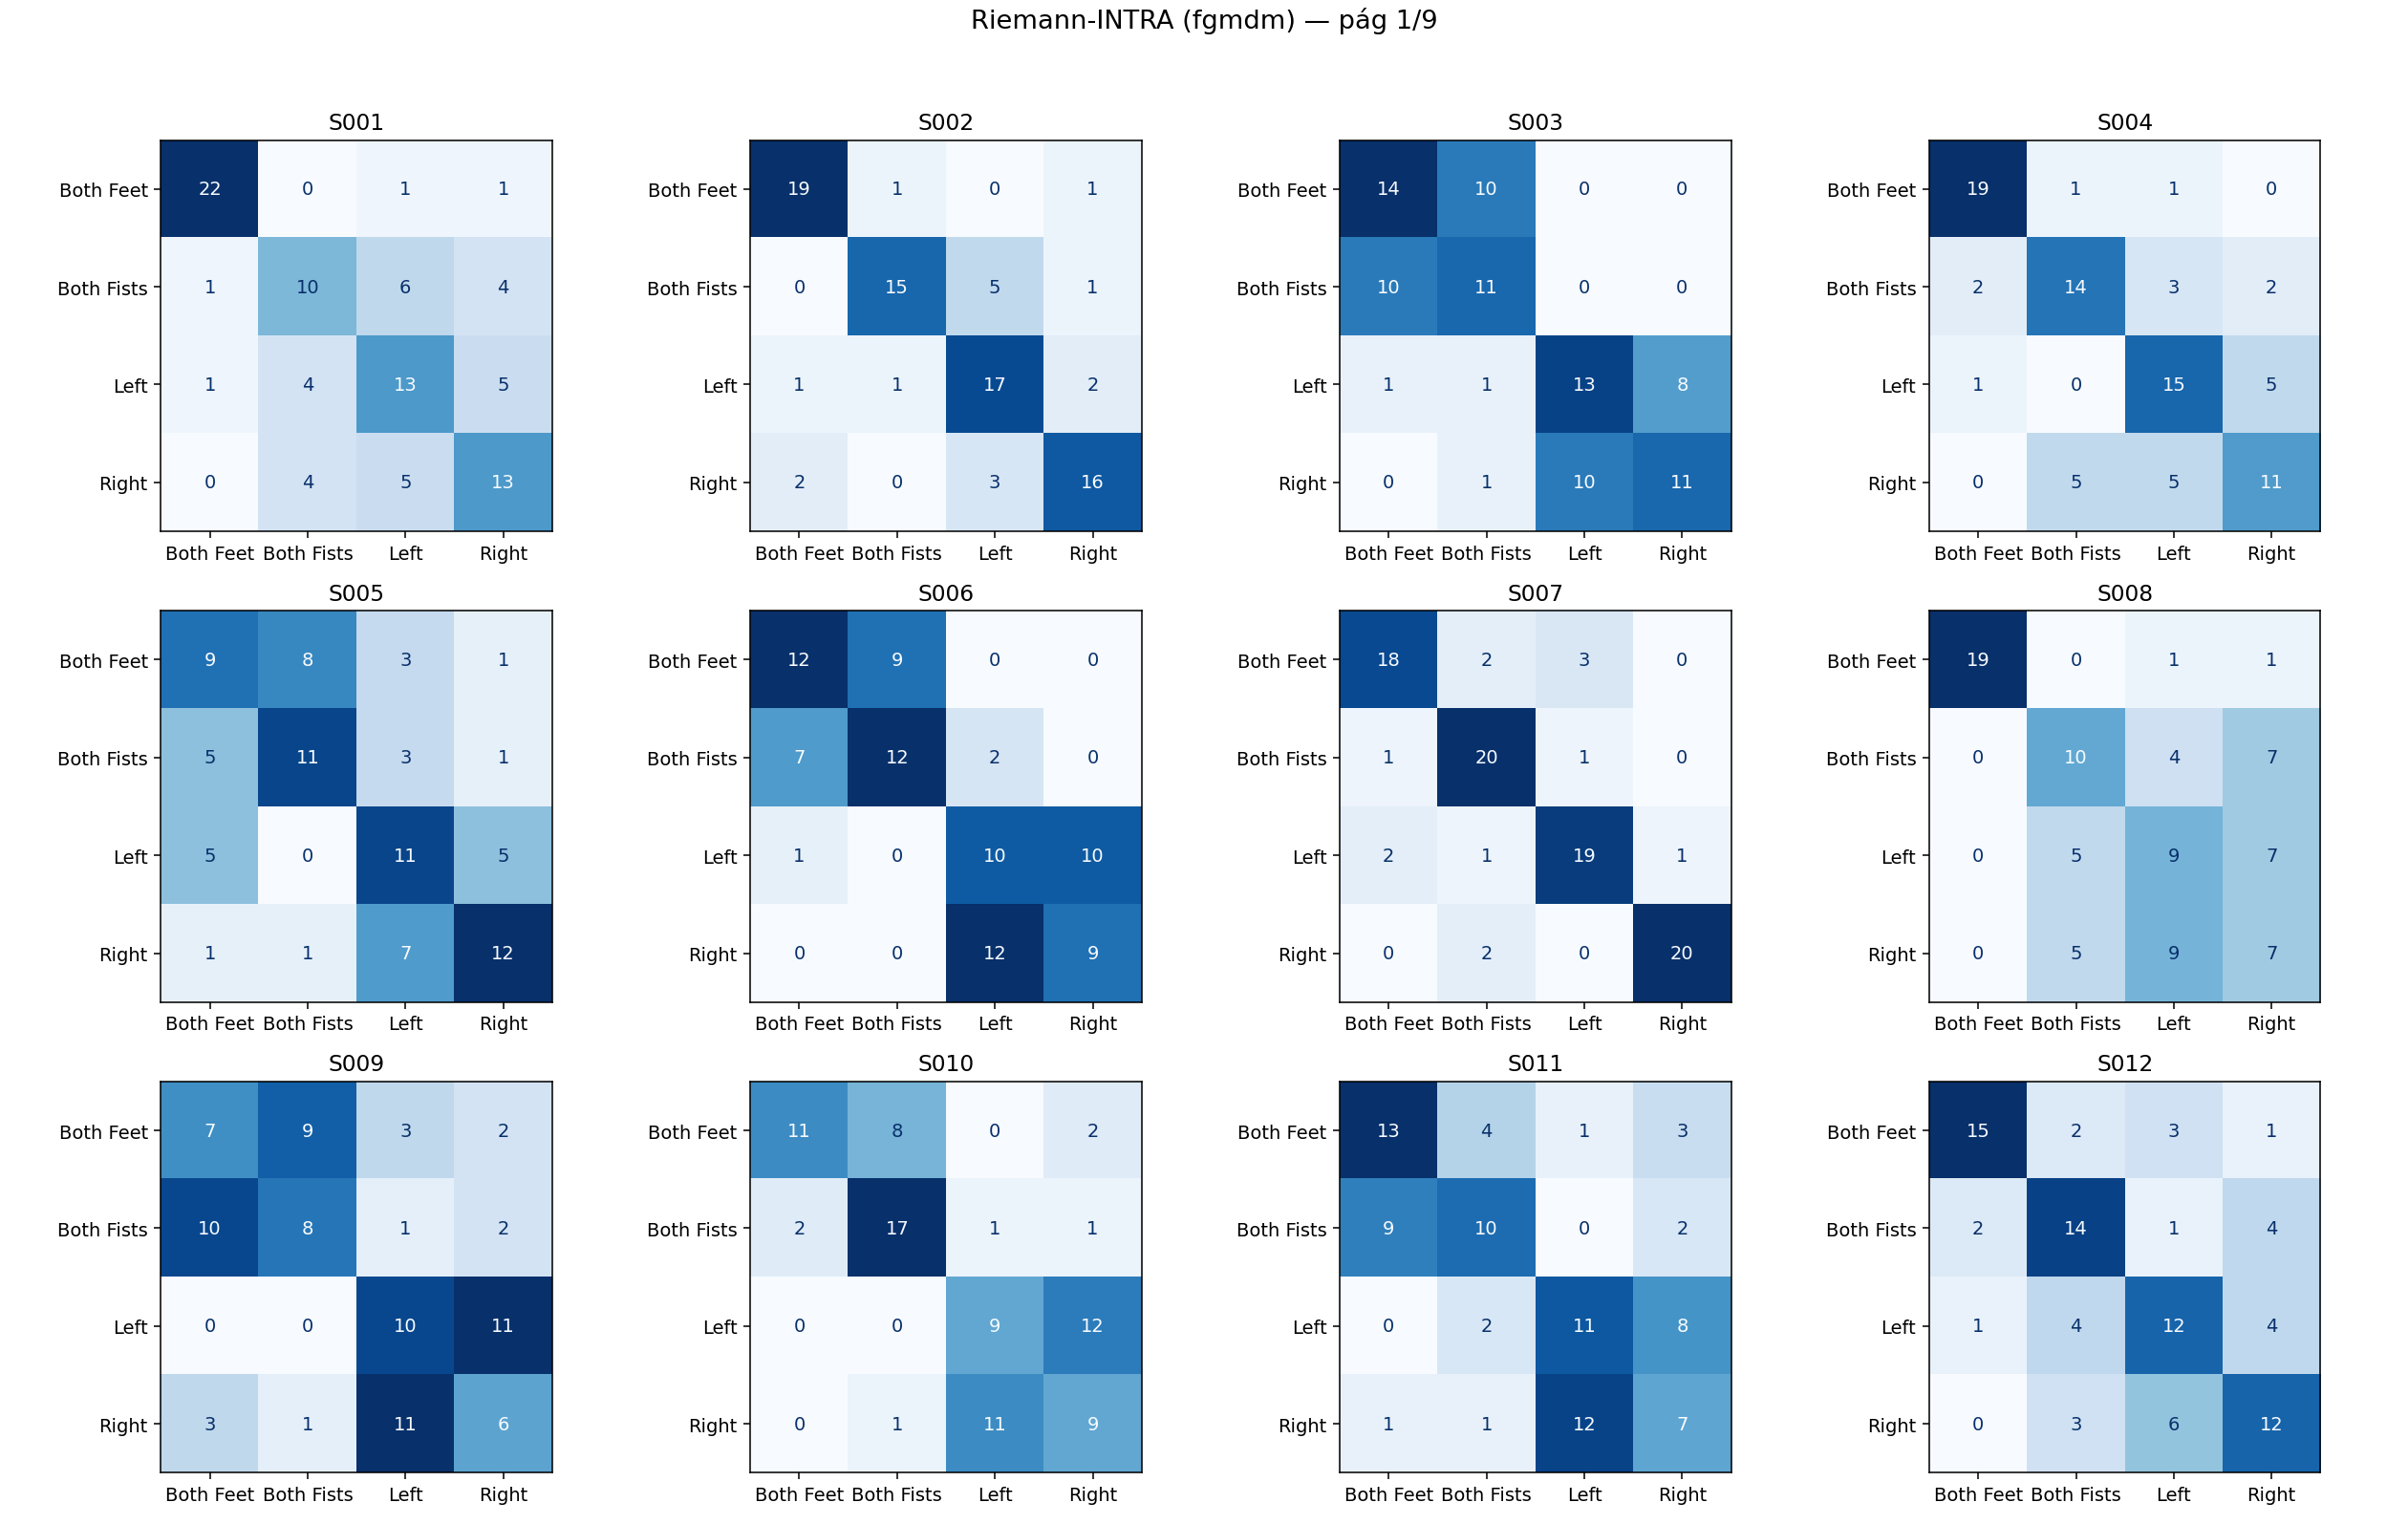 Riemann-INTRA (fgmdm) — pág 1/9
S001 S002 S003 S004
Both Feet 22 0 1 1 Both Feet 19 1 0 1 Both Feet 14 10 0 0 Both Feet 19 1 1 0
Both Fists 1 10 6 4 Both Fists 0 15 5 1 Both Fists 10 11 0 0 Both Fists 2 14 3 2
Left 1 4 13 5 Left 1 1 17 2 Left 1 1 13 8 Left 1 0 15 5
Right 0 4 5 13 Right 2 0 3 16 Right 0 1 10 11 Right 0 5 5 11
Both Feet Both Fists Left Right Both Feet Both Fists Left Right Both Feet Both Fists Left Right Both Feet Both Fists Left Right
S005 S006 S007 S008
Both Feet 9 8 3 1 Both Feet 12 9 0 0 Both Feet 18 2 3 0 Both Feet 19 0 1 1
Both Fists 5 11 3 1 Both Fists 7 12 2 0 Both Fists 1 20 1 0 Both Fists 0 10 4 7
Left 5 0 11 5 Left 1 0 10 10 Left 2 1 19 1 Left 0 5 9 7
Right 1 1 7 12 Right 0 0 12 9 Right 0 2 0 20 Right 0 5 9 7
Both Feet Both Fists Left Right Both Feet Both Fists Left Right Both Feet Both Fists Left Right Both Feet Both Fists Left Right
S009 S010 S011 S012
Both Feet 7 9 3 2 Both Feet 11 8 0 2 Both Feet 13 4 1 3 Both Feet 15 2 3 1
Both Fists 10 8 1 2 Both Fists 2 17 1 1 Both Fists 9 10 0 2 Both Fists 2 14 1 4
Left 0 0 10 11 Left 0 0 9 12 Left 0 2 11 8 Left 1 4 12 4
Right 3 1 11 6 Right 0 1 11 9 Right 1 1 12 7 Right 0 3 6 12
Both Feet Both Fists Left Right Both Feet Both Fists Left Right Both Feet Both Fists Left Right Both Feet Both Fists Left Right